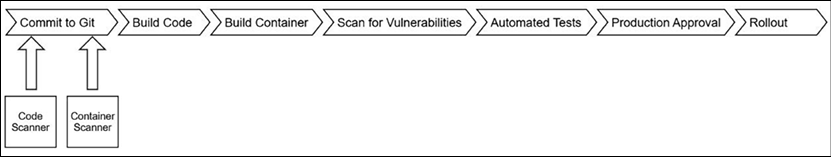 Commit to Git
Build Code
Build Container
Scan for Vulnerabilities
Automated Tests
Production Approval
Rollout
Code
Scanner
Container
Scanner